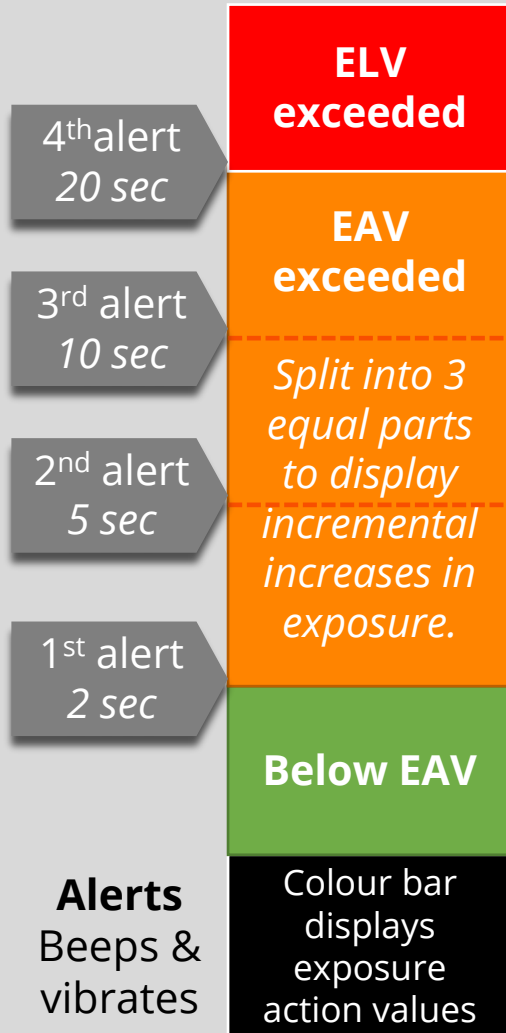 ELV
exceeded
4th alert
20 sec
EAV
exceeded
3rd alert
10 sec
Split into 3
equal parts
to display
incremental
increases in
exposure.
2nd alert
5 sec
1st alert
2 sec
Below EAV
Alerts
Beeps &
vibrates
Colour bar
displays
exposure
action values